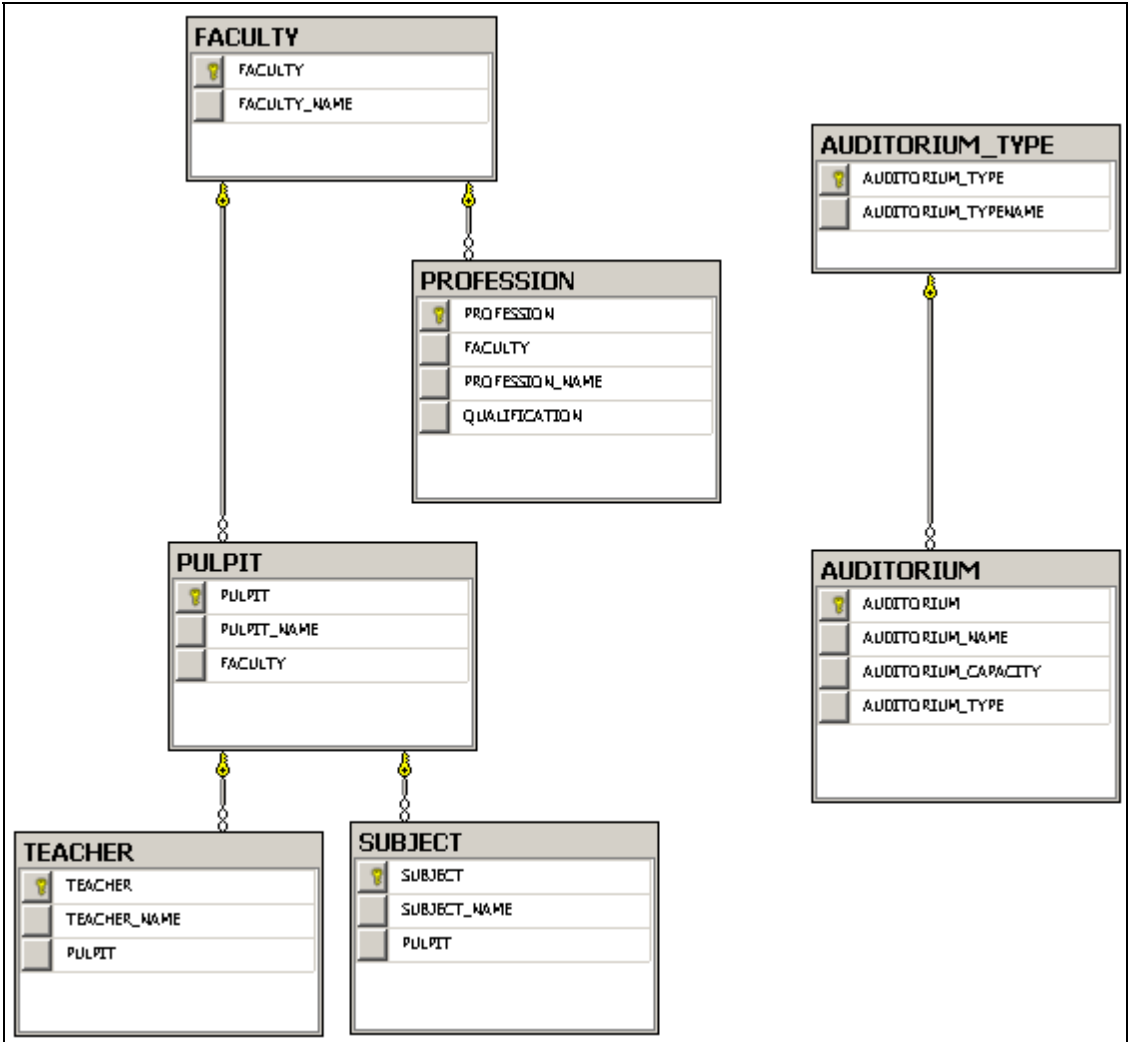 FACULTY
FACULTY
FACULTY_NAME
AUDITORIUM_TYPE
AUDITORIUM_TYPE
AUDITORIUM_TYPENAME
PROFESSION
PROFESSION
FACULTY
PROFESSION_NAME
QUALIFICATION
PULPIT
PULPIT
PULPIT_NAME
FACULTY
AUDITORIUM
AUDITORIUM
AUDITORIUM_NAME
AUDITORIUM_CAPACITY
AUDITORIUM_TYPE
TEACHER
TEACHER
TEACHER_NAME
PULPIT
SUBJECT
SUBJECT
SUBJECT_NAME
PULPIT